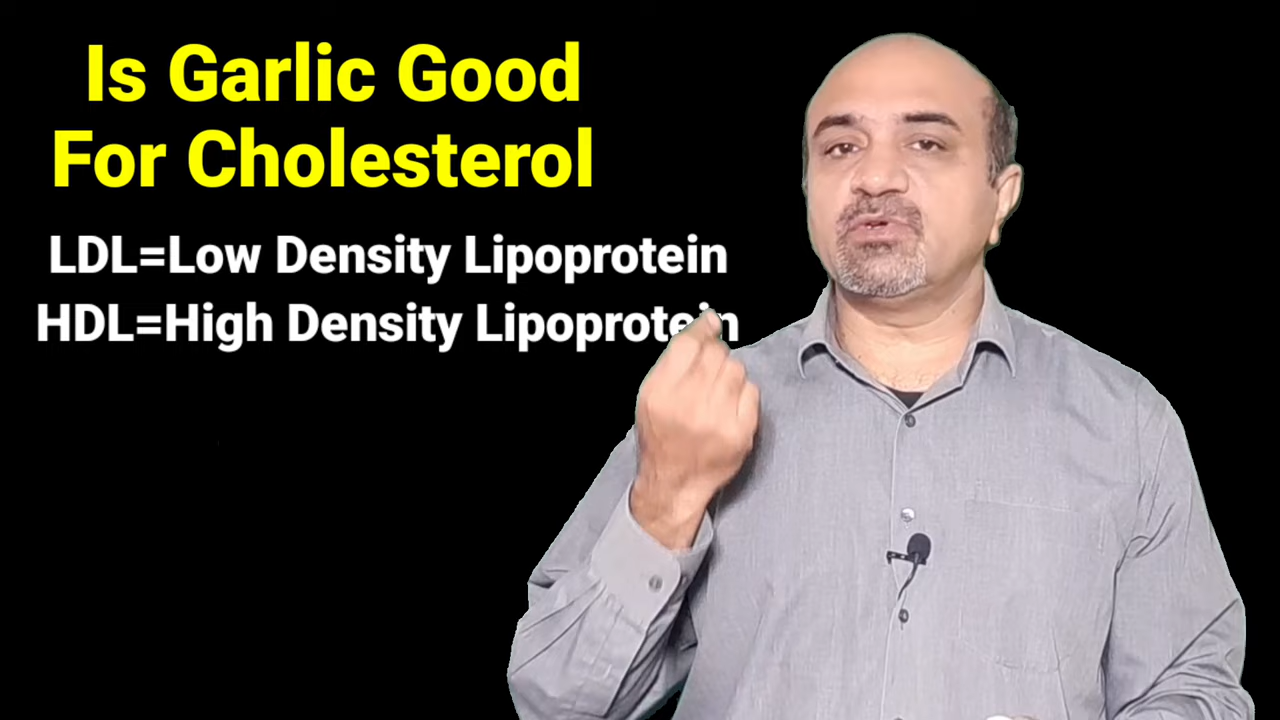 Is Garlic Good
For Cholesterol
LDL=Low Density Lipoprotein
HDL=High Density Lipoprotein